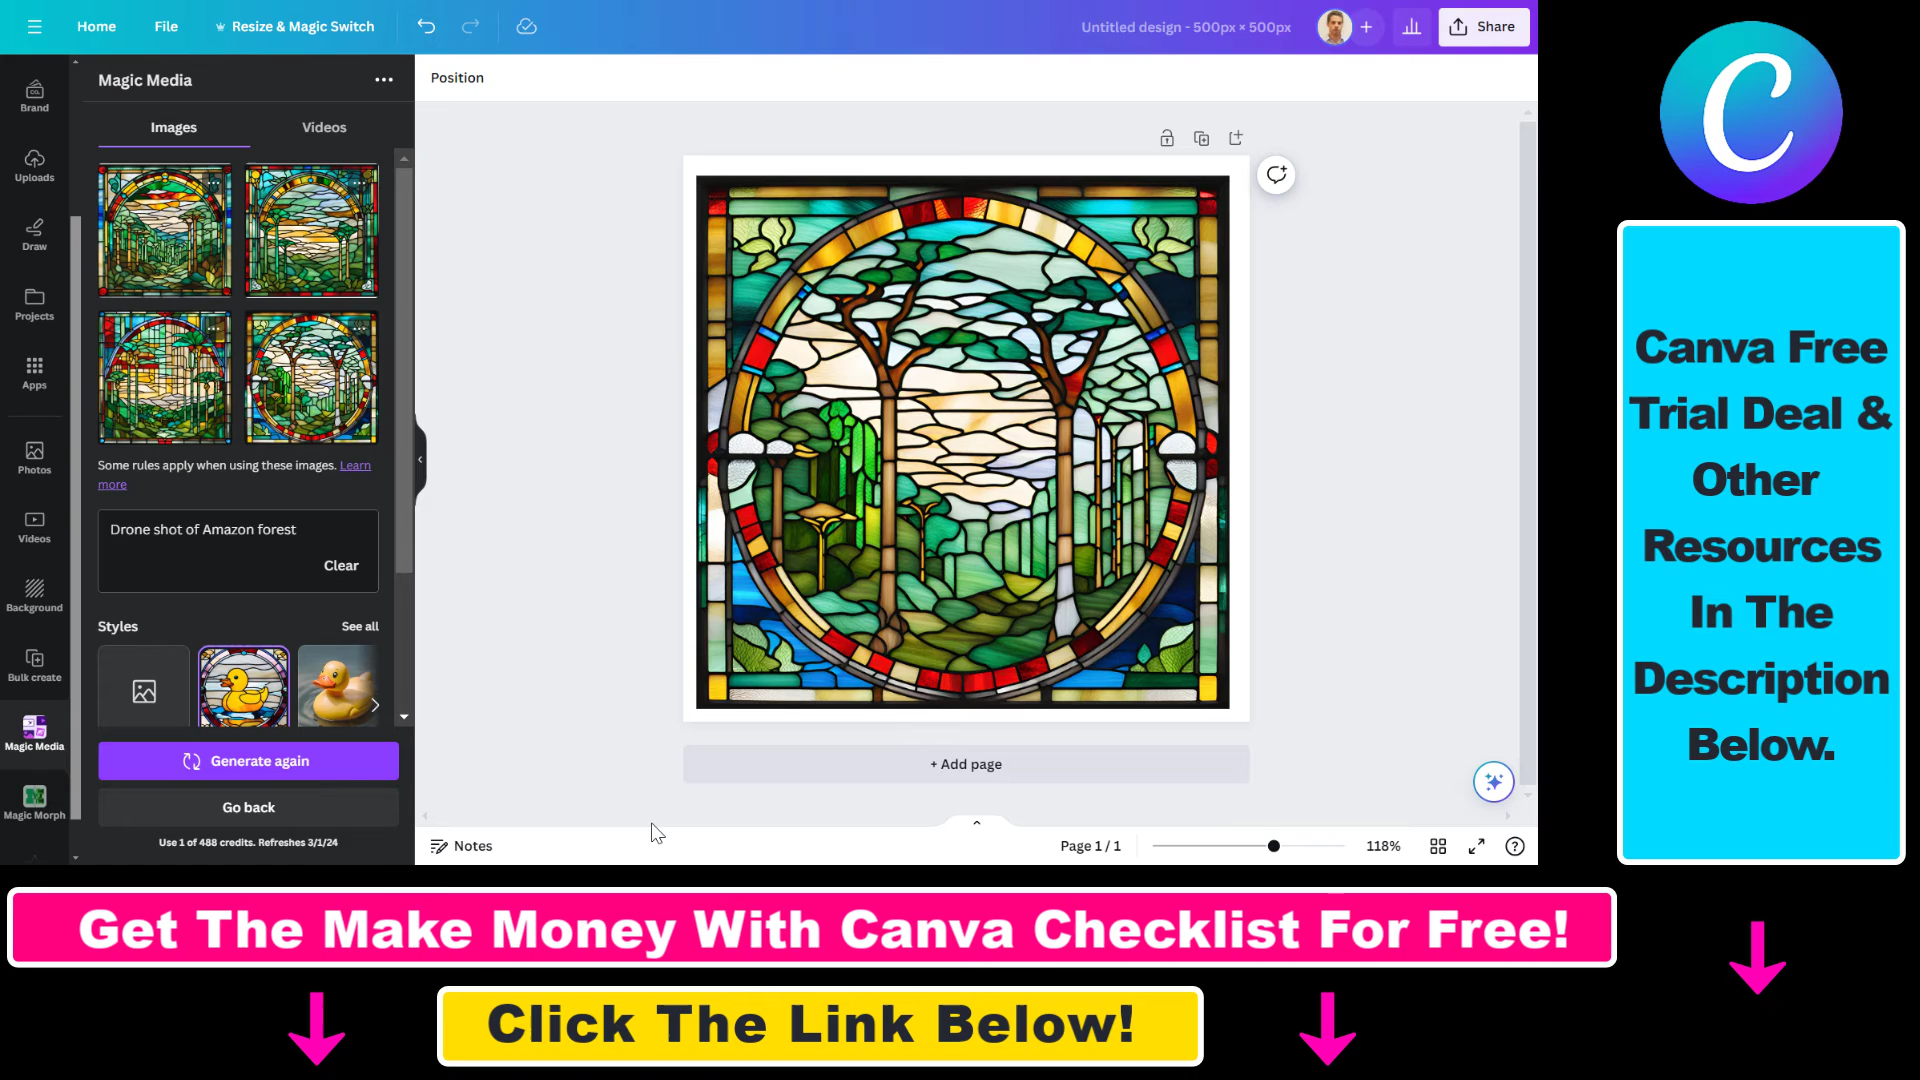 Home
File
Resize & Magic Switch
Untitled design - 500px × 500px
Share
Brand
Uploads
Draw
Projects
Apps
Photos
Videos
Background
Bulk create
Magic Media
Magic Morph
Magic Media
Images
Videos
Some rules apply when using these images. Learn
more
Drone shot of Amazon forest
Clear
Styles
See all
Generate again
Go back
Use 1 of 488 credits. Refreshes 3/1/24
Position
+ Add page
Notes
Page 1 / 1
118%
C
Canva Free
Trial Deal &
Other
Resources
In The
Description
Below.
Get The Make Money With Canva Checklist For Free!
Click The Link Below!